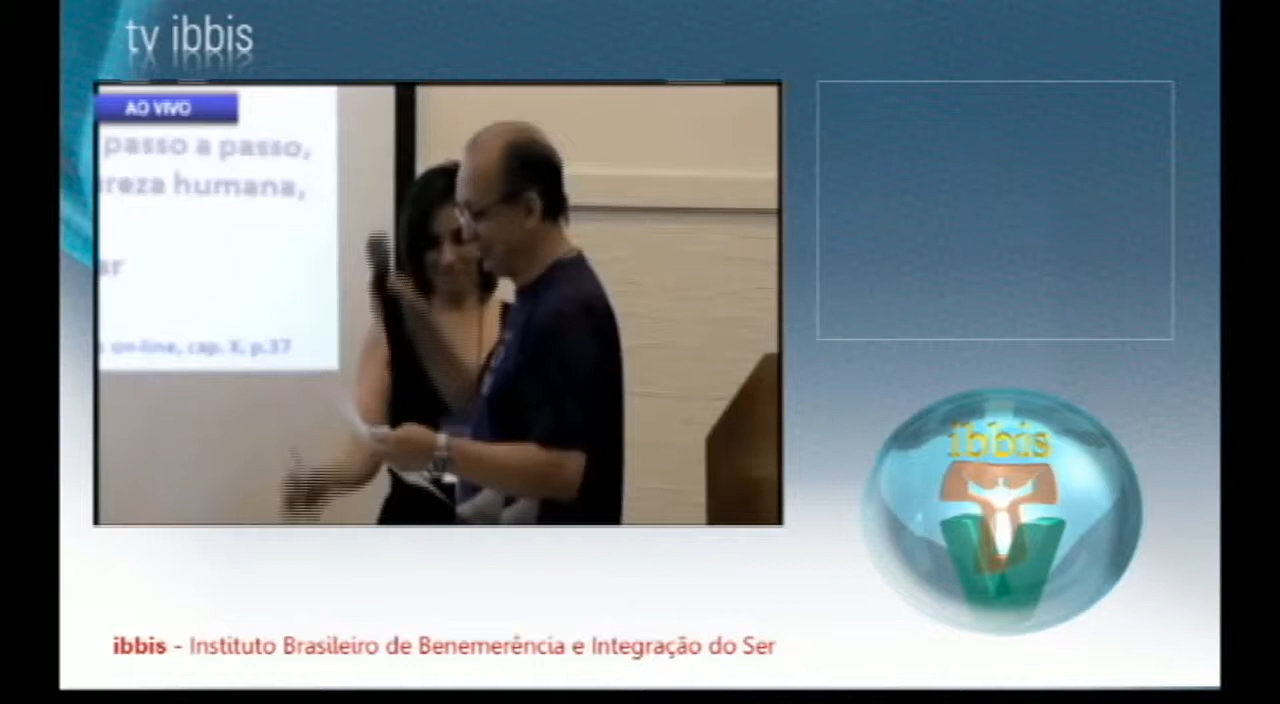 tv ibbis
AO VIVO
passo a passo,
reza humana,
ar
on-line, cap. X, p.37
ibbis
ibbis - Instituto Brasileiro de Benemerência e Integração do Ser